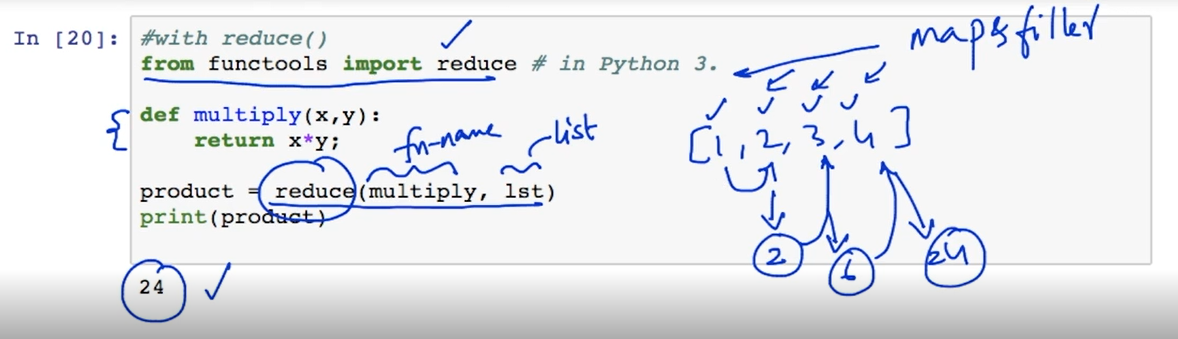 map & filter
In [20]: #with reduce()
from functools import reduce # in Python 3.
def multiply(x,y):
return x*y;
fn-name
list
[1, 2, 3, 4]
product = reduce(multiply, lst)
print(product)
2
6
24
24